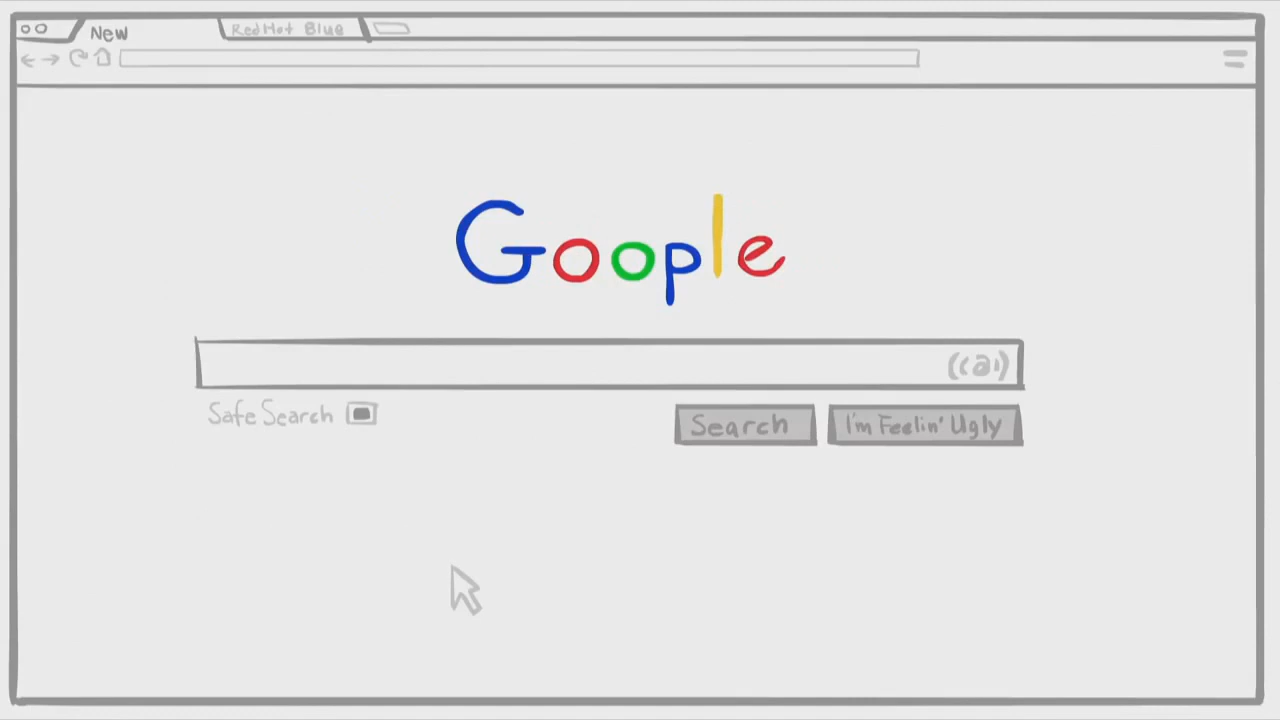 New
RedHot Blue
Goople
((a))
Safe Search
Search
I'm Feelin' Ugly